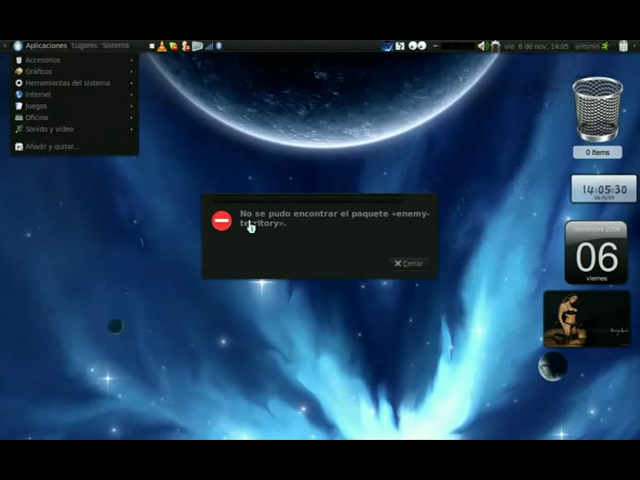 Aplicaciones Lugares Sistema
vie 6 de nov, 14:05 antonio
Accesorios
Gráficos
Herramientas del sistema
Internet
Juegos
Oficina
Sonido y vídeo
Añadir y quitar...
No se pudo encontrar el paquete «enemy-
territory».
Cerrar
0 Items
14:05:30
noviembre 2009
06
viernes